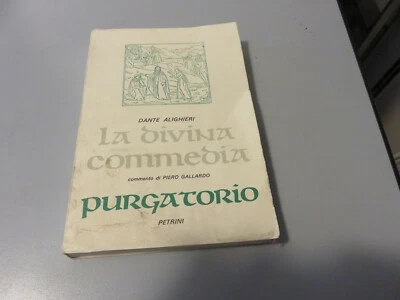 DANTE ALIGHIERI
La divina
commedia
commento di PIERO GALLARDO
purgatorio
PETRINI